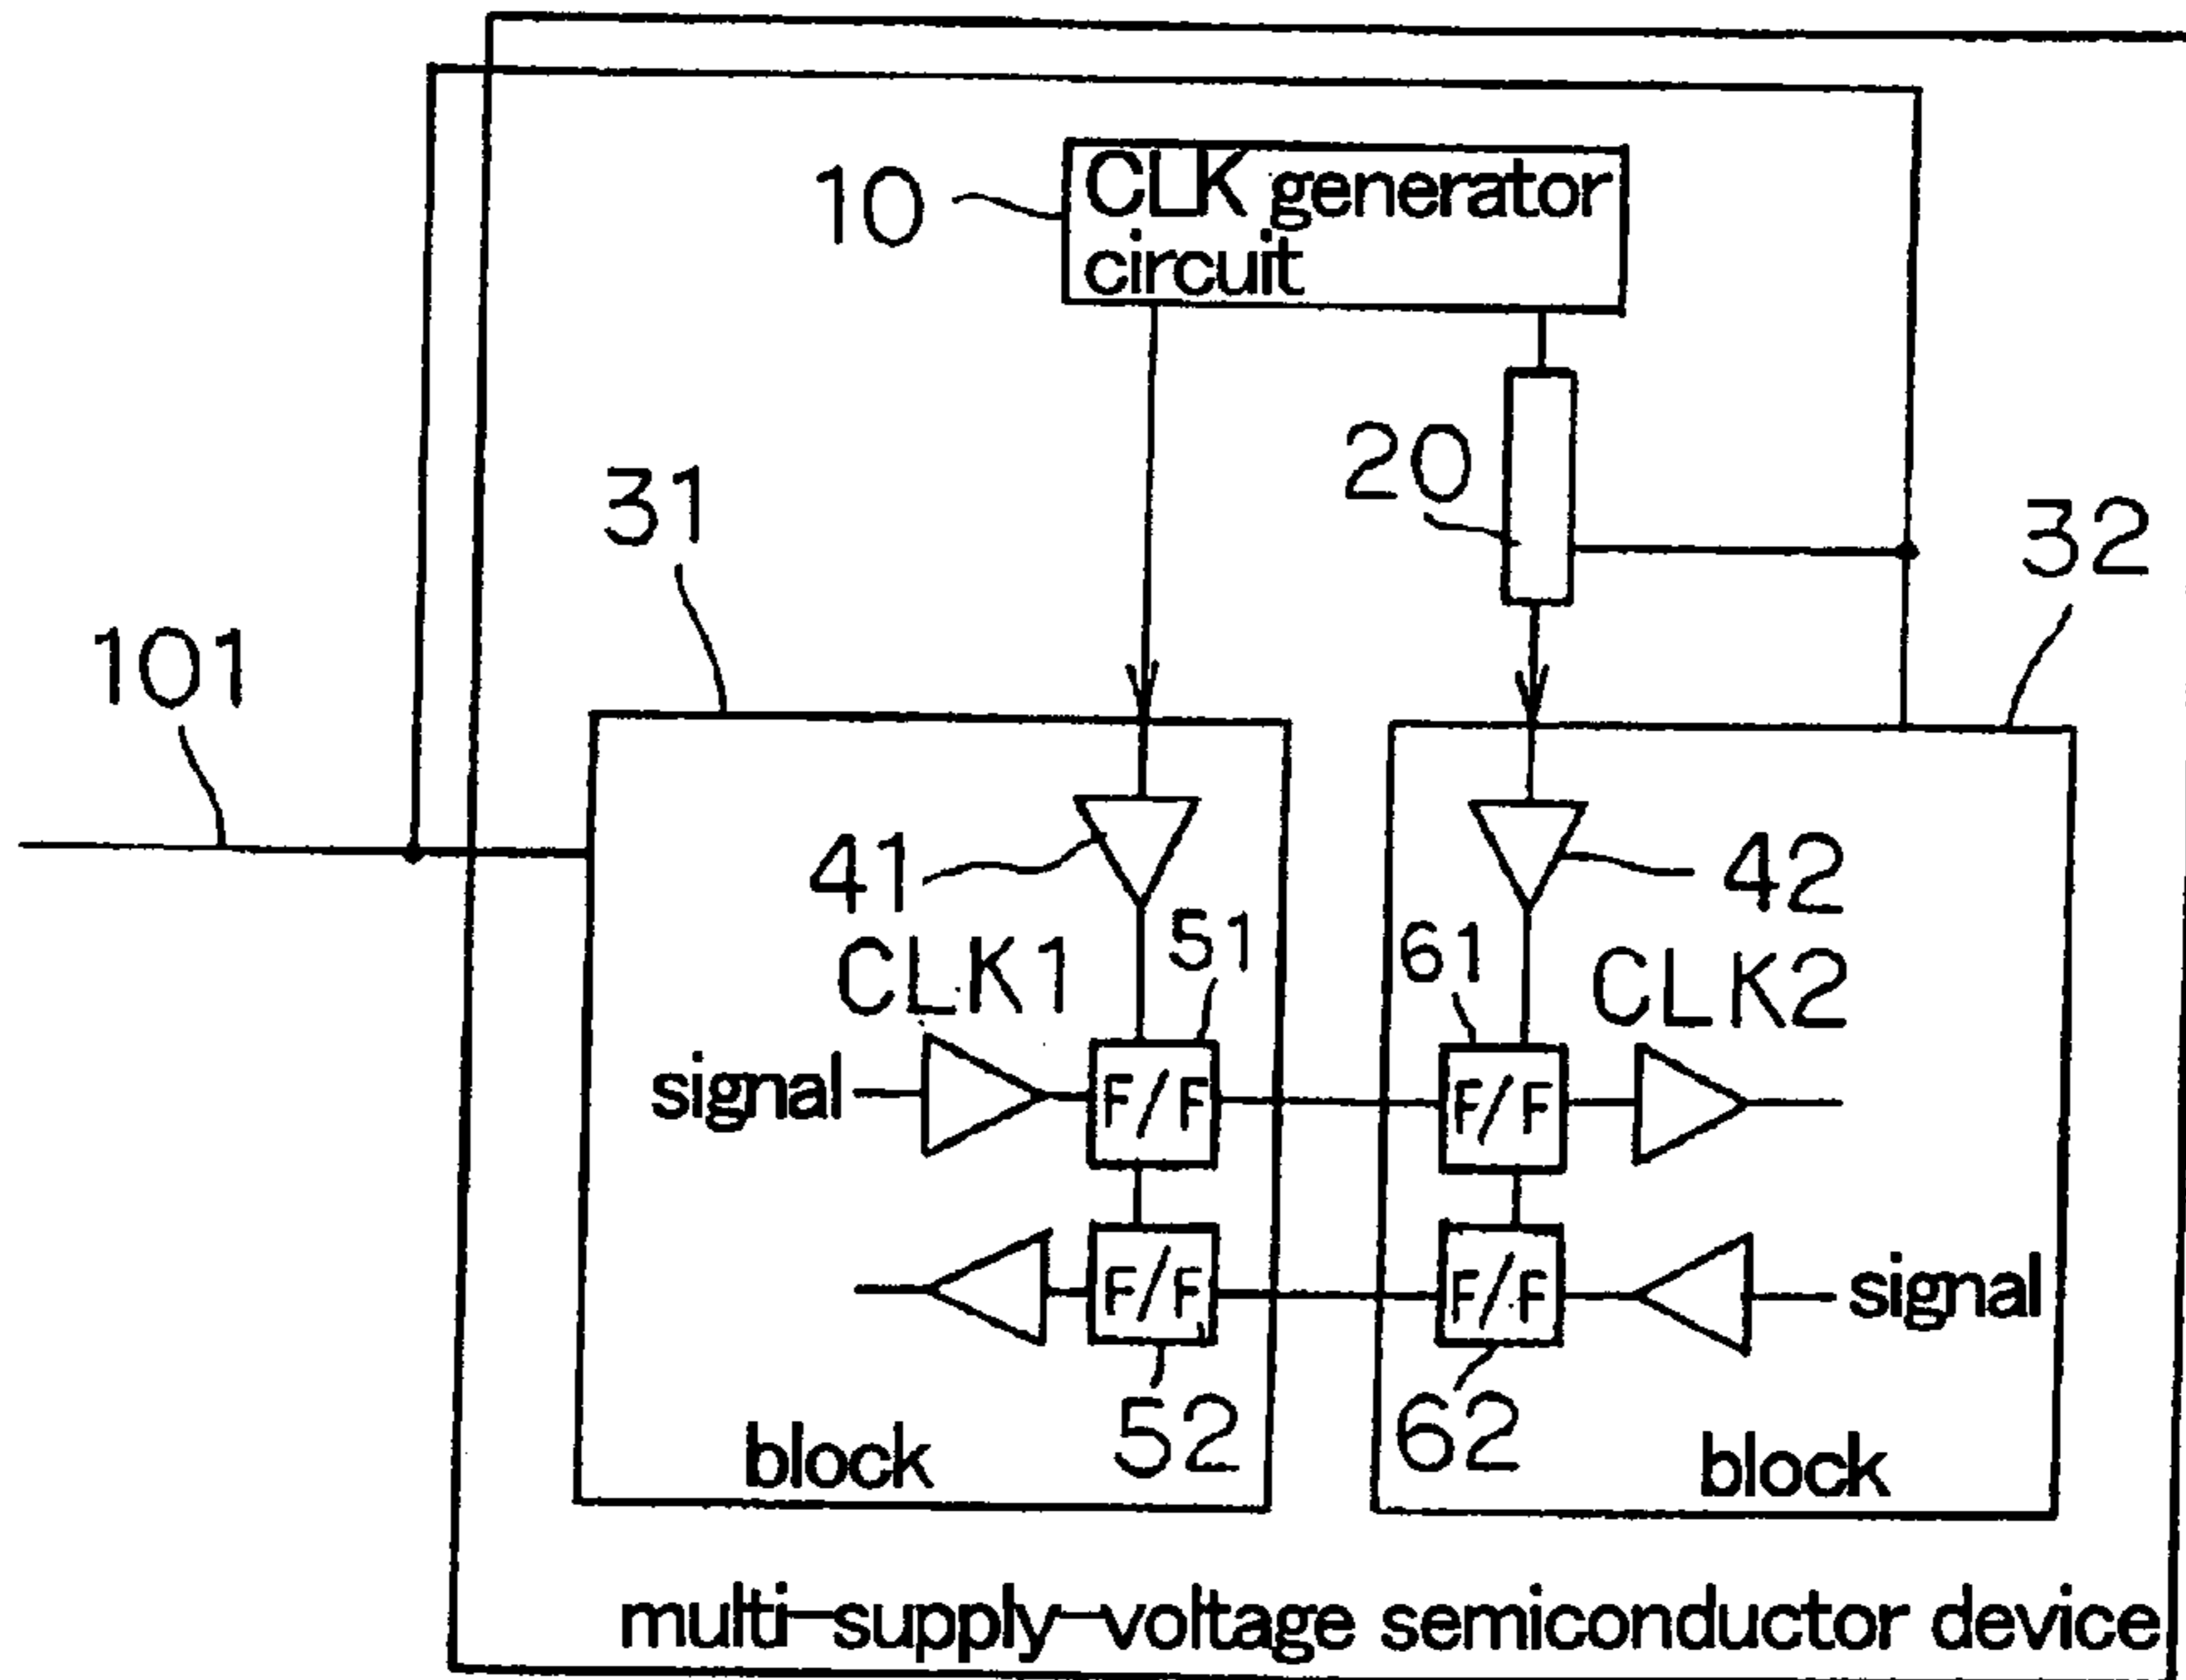 10
CLK generator
circuit
20
31
32
101
41
42
CLK1
51
61
CLK2
signal
F/F
F/F
F/F
F/F
signal
52
62
block
block
multi-supply-voltage semiconductor device